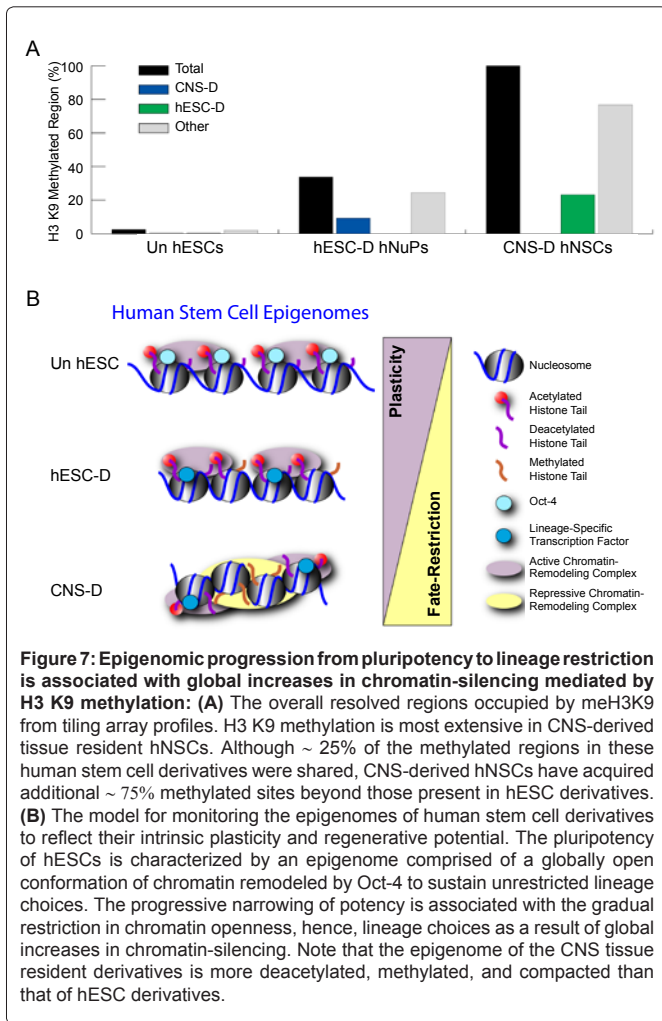 A
H3 K9 Methylated Region (%)
100
80
60
40
20
0
Total
CNS-D
hESC-D
Other
Un hESCs
hESC-D hNuPs
CNS-D hNSCs
B
Human Stem Cell Epigenomes
Un hESC
hESC-D
CNS-D
Plasticity
Fate-Restriction
Nucleosome
Acetylated
Histone Tail
Deacetylated
Histone Tail
Methylated
Histone Tail
Oct-4
Lineage-Specific
Transcription Factor
Active Chromatin-
Remodeling Complex
Repressive Chromatin-
Remodeling Complex
Figure 7: Epigenomic progression from pluripotency to lineage restriction
is associated with global increases in chromatin-silencing mediated by
H3 K9 methylation: (A) The overall resolved regions occupied by meH3K9
from tiling array profiles. H3 K9 methylation is most extensive in CNS-derived
tissue resident hNSCs. Although ~ 25% of the methylated regions in these
human stem cell derivatives were shared, CNS-derived hNSCs have acquired
additional ~ 75% methylated sites beyond those present in hESC derivatives.
(B) The model for monitoring the epigenomes of human stem cell derivatives
to reflect their intrinsic plasticity and regenerative potential. The pluripotency
of hESCs is characterized by an epigenome comprised of a globally open
conformation of chromatin remodeled by Oct-4 to sustain unrestricted lineage
choices. The progressive narrowing of potency is associated with the gradual
restriction in chromatin openness, hence, lineage choices as a result of global
increases in chromatin-silencing. Note that the epigenome of the CNS tissue
resident derivatives is more deacetylated, methylated, and compacted than
that of hESC derivatives.